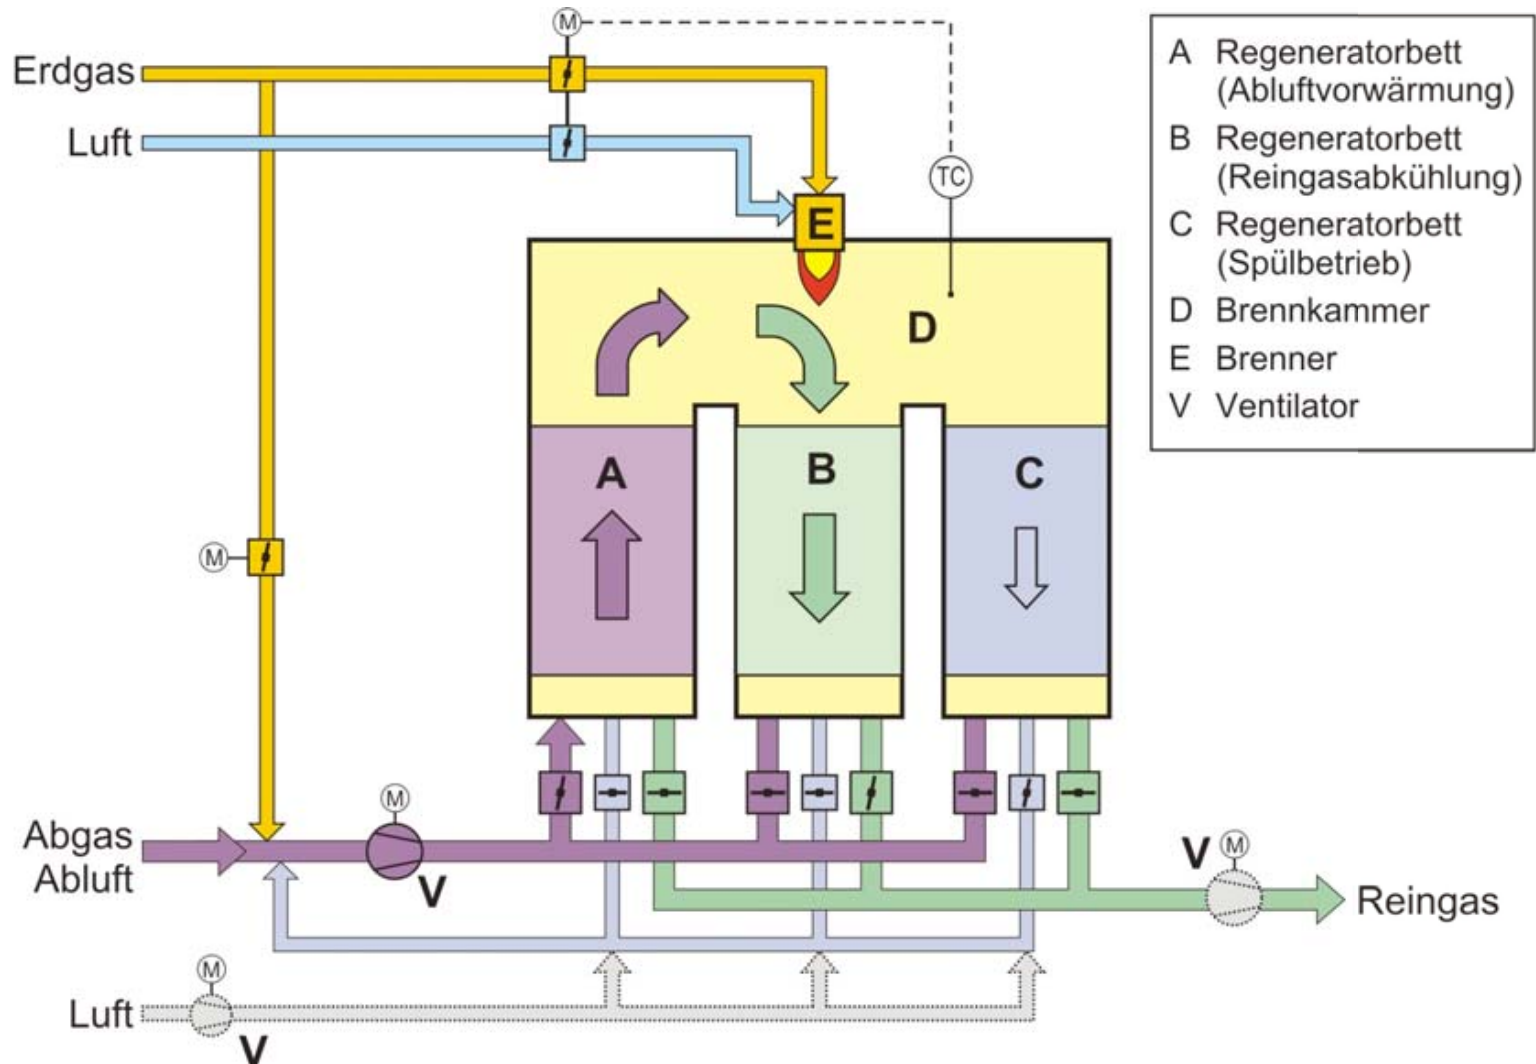 M
Erdgas
Luft
TC
E
D
A
B
C
M
M
Abgas
Abluft
V
V
M
Reingas
M
Luft
V
A Regeneratorbett
(Abluftvorwärmung)
B Regeneratorbett
(Reingasabkühlung)
C Regeneratorbett
(Spülbetrieb)
D Brennkammer
E Brenner
V Ventilator